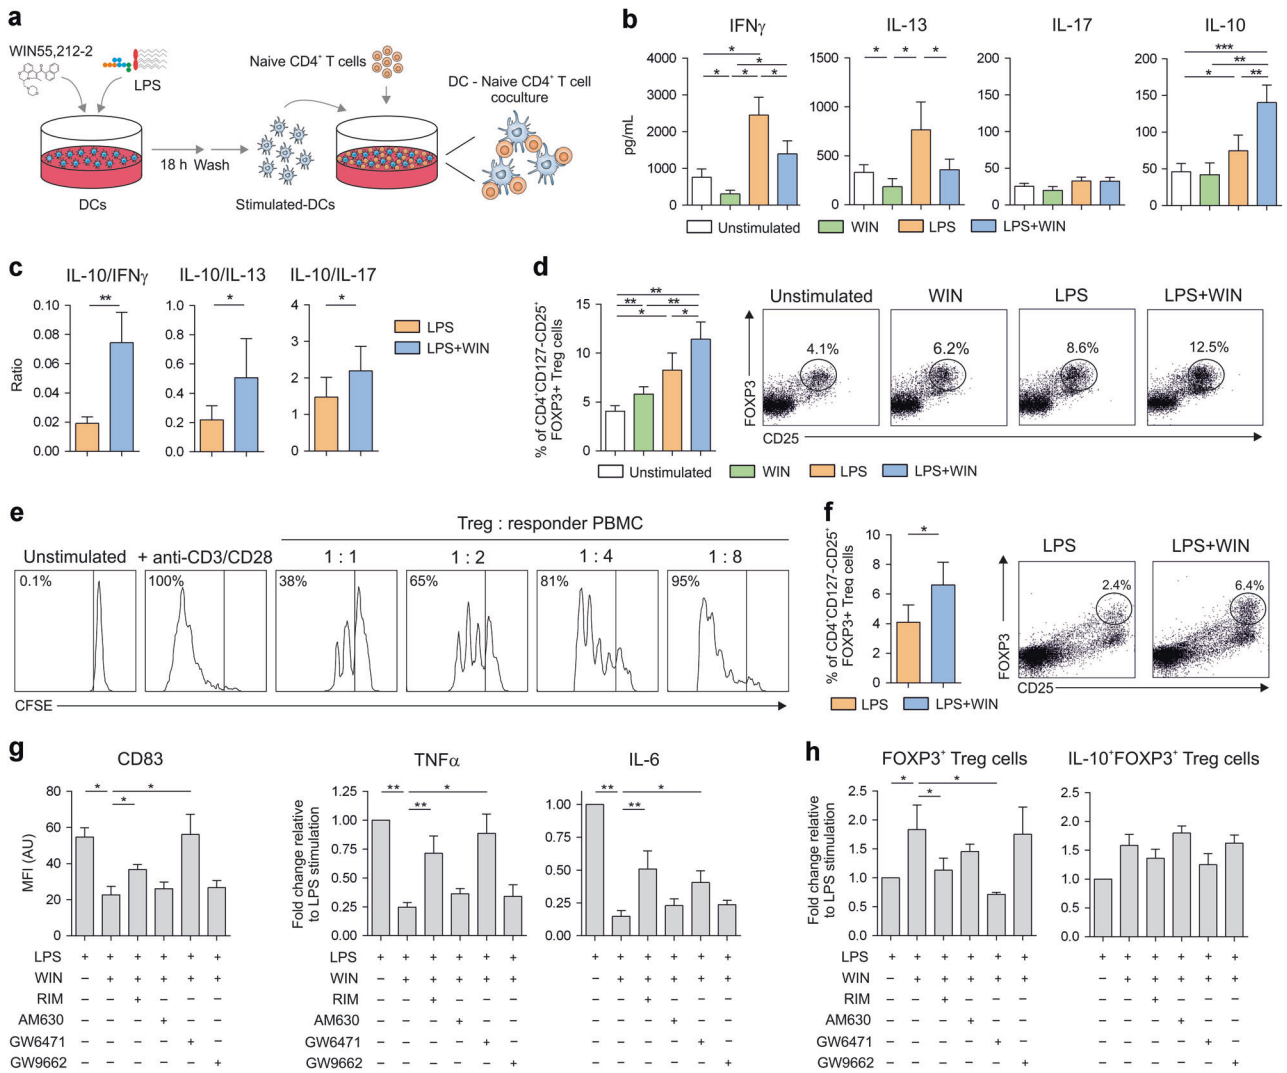 a
WIN55,212-2
LPS
Naive CD4⁺ T cells
DC - Naive CD4⁺ T cell
coculture
18 h Wash
DCs
Stimulated-DCs
b
IFNγ IL-13 IL-17 IL-10
pg/mL
4000 3000 2000 1000 0
1500 1000 500 0
200 150 100 50 0
200 150 100 50 0
* * * * *
* * *
*** ** * **
Unstimulated WIN LPS LPS+WIN
c
IL-10/IFNγ IL-10/IL-13 IL-10/IL-17
Ratio
0.10 0.08 0.06 0.04 0.02 0.00
1.0 0.8 0.6 0.4 0.2 0.0
4 3 2 1 0
** * *
LPS
LPS+WIN
d
% of CD4⁺CD127-CD25⁺
FOXP3+ Treg cells
15 10 5 0
** ** ** * *
Unstimulated WIN LPS LPS+WIN
4.1% 6.2% 8.6% 12.5%
FOXP3
CD25
Unstimulated WIN LPS LPS+WIN
e
Treg : responder PBMC
Unstimulated + anti-CD3/CD28 1 : 1 1 : 2 1 : 4 1 : 8
0.1% 100% 38% 65% 81% 95%
CFSE
f
% of CD4⁺CD127-CD25⁺
FOXP3+ Treg cells
10 8 6 4 2 0
*
LPS LPS+WIN
LPS LPS+WIN
2.4% 6.4%
FOXP3
CD25
g
CD83 TNFα IL-6
MFI (AU)
80 60 40 20 0
* * *
Fold change relative
to LPS stimulation
1.25 1.00 0.75 0.50 0.25 0.00
** ** *
1.00 0.75 0.50 0.25 0.00
** ** *
LPS + + + + + + LPS + + + + + + + + + + + +
WIN – + + + + + WIN – + + + + + – + + + + +
RIM – – + – – – RIM – – + – – – – – + – – –
AM630 – – – + – – AM630 – – – + – – – – – + – –
GW6471 – – – – + – GW6471 – – – – + – – – – – + –
GW9662 – – – – – + GW9662 – – – – – + – – – – – +
h
FOXP3⁺ Treg cells IL-10⁺FOXP3⁺ Treg cells
Fold change relative
to LPS stimulation
2.5 2.0 1.5 1.0 0.5 0.0
* * *
2.0 1.5 1.0 0.5 0.0
LPS + + + + + + + + + + + +
WIN – + + + + + – + + + + +
RIM – – + – – – – – + – – –
AM630 – – – + – – – – – + – –
GW6471 – – – – + – – – – – + –
GW9662 – – – – – + – – – – – +